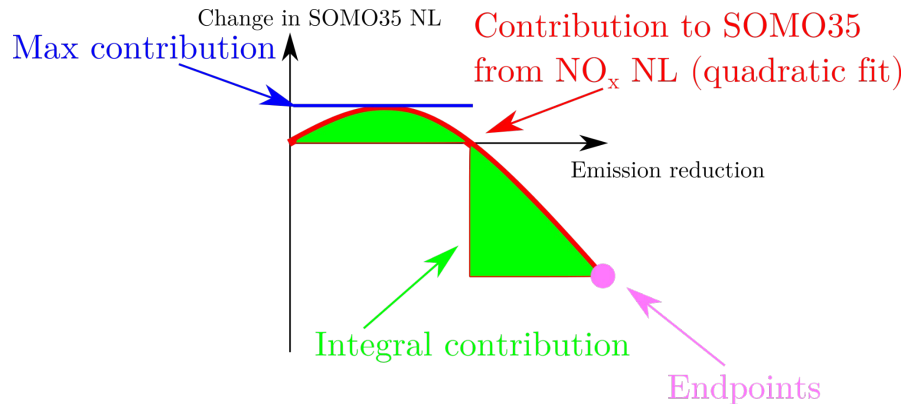 Change in SOMO35 NL
Max contribution
Contribution to SOMO35
from NOx NL (quadratic fit)
Emission reduction
Integral contribution
Endpoints